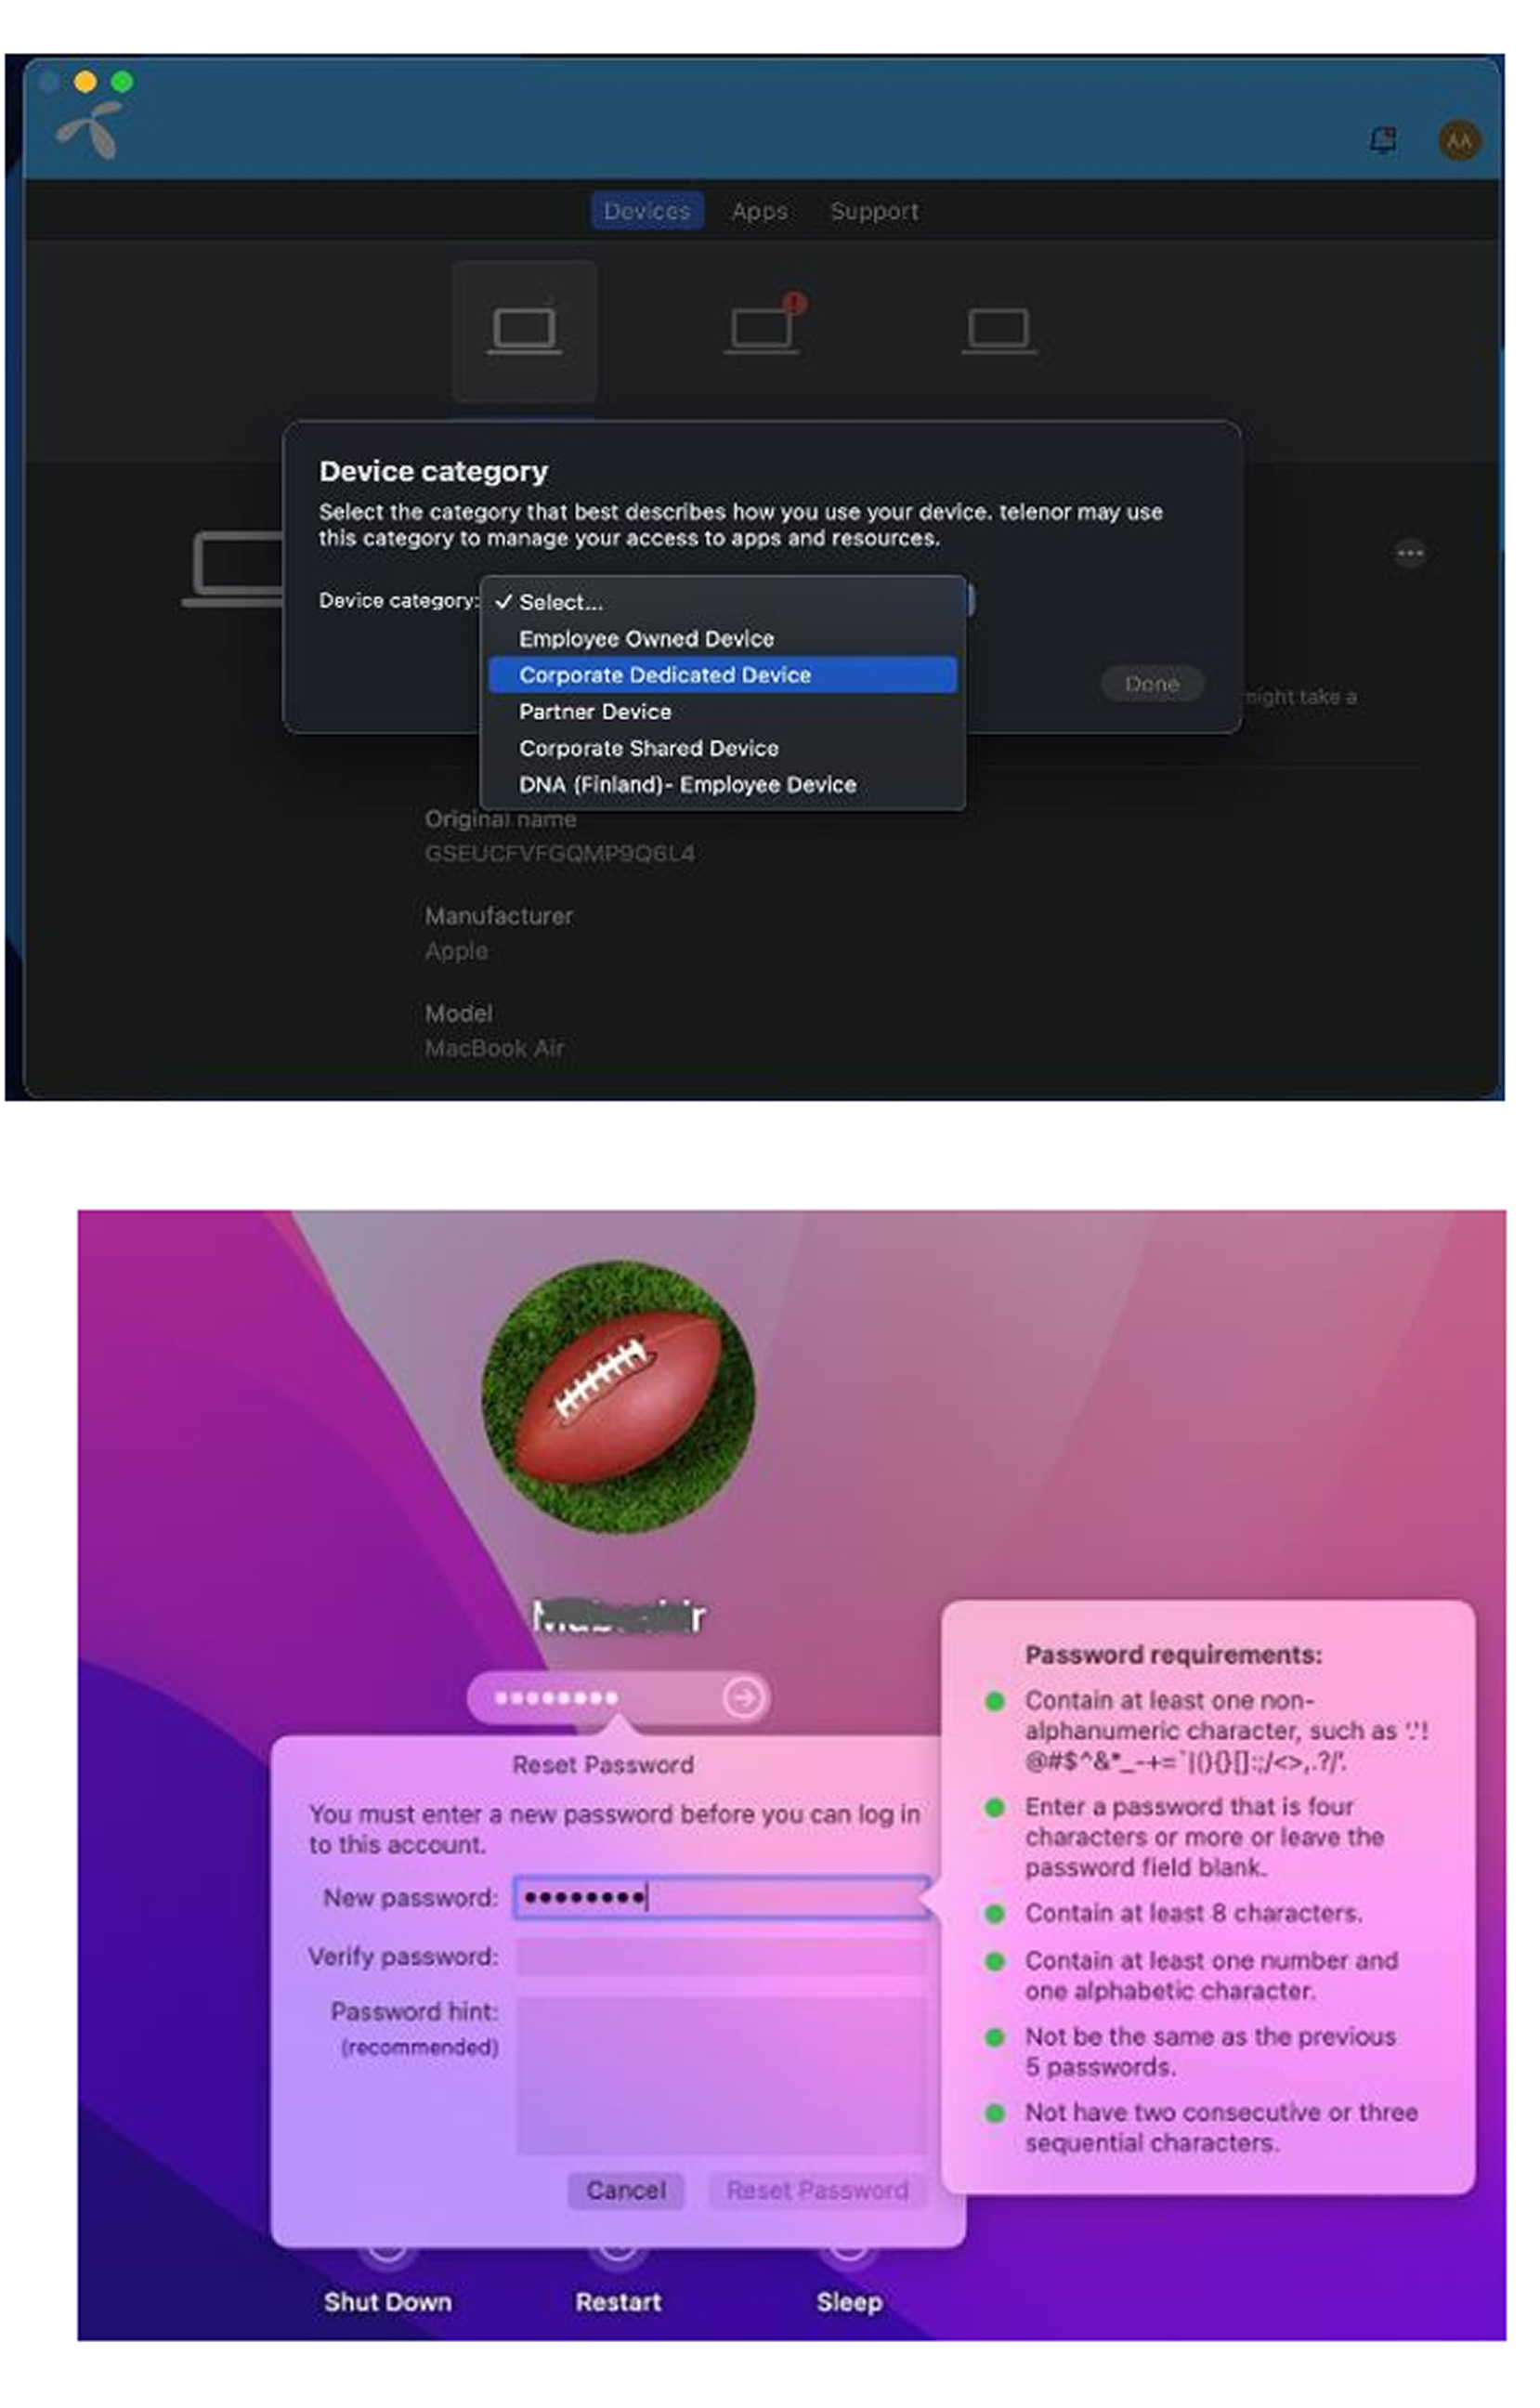 AA
Devices Apps Support
Device category
Select the category that best describes how you use your device. telenor may use
this category to manage your access to apps and resources.
Device category: ✓ Select...
Employee Owned Device
Corporate Dedicated Device
Partner Device
Done
might take a
Corporate Shared Device
DNA (Finland)- Employee Device
Original name
GSEUCFVFGQMP9Q6L4
Manufacturer
Apple
Model
MacBook Air
Reset Password
You must enter a new password before you can log in
to this account.
New password:
Verify password:
Password hint:
(recommended)
Cancel Reset Password
Password requirements:
Contain at least one non-
alphanumeric character, such as '.'!
@#$^&*_-+=`|(){}[]:;/<>,.?/'.
Enter a password that is four
characters or more or leave the
password field blank.
Contain at least 8 characters.
Contain at least one number and
one alphabetic character.
Not be the same as the previous
5 passwords.
Not have two consecutive or three
sequential characters.
Shut Down Restart Sleep